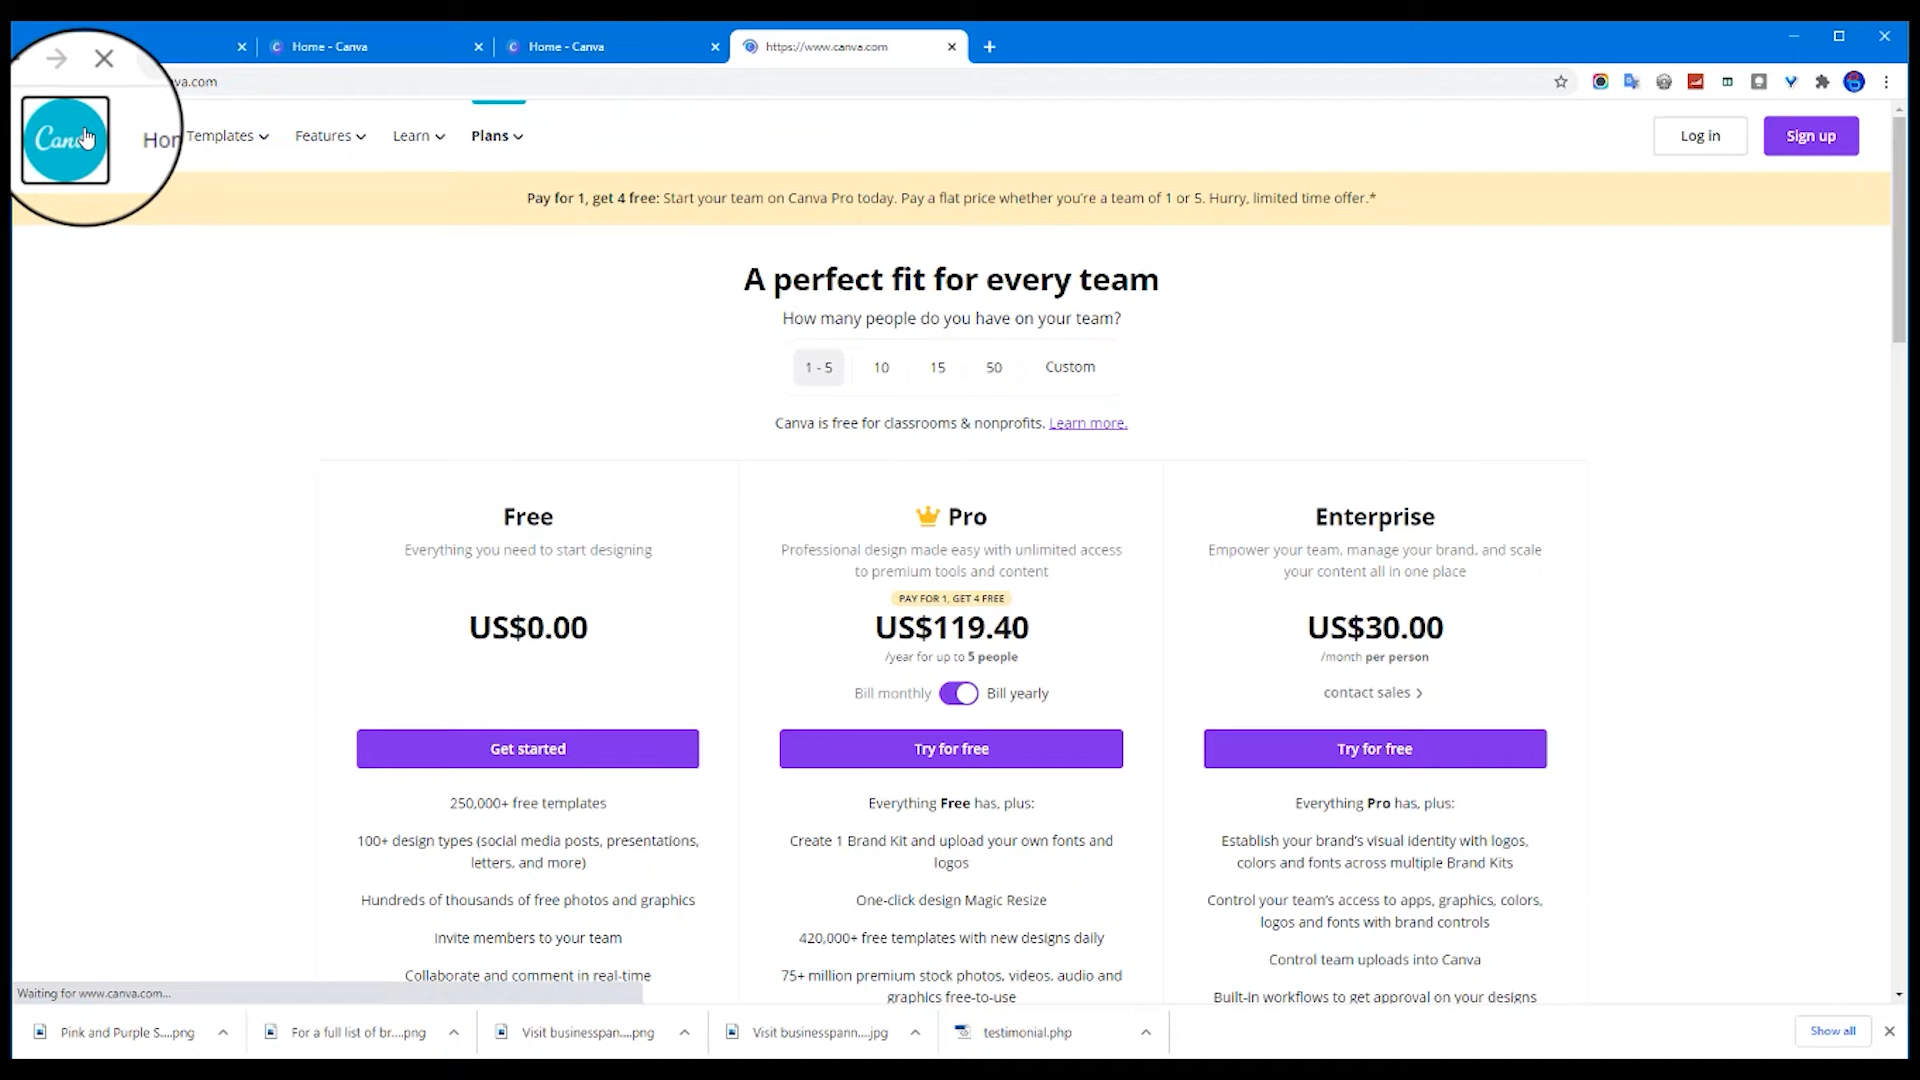 Home - Canva
Home - Canva
https://www.canva.com
va.com
Can
Hor
Templates
Features
Learn
Plans
Log in
Sign up
Pay for 1, get 4 free: Start your team on Canva Pro today. Pay a flat price whether you're a team of 1 or 5. Hurry, limited time offer.*
A perfect fit for every team
How many people do you have on your team?
1 - 5 10 15 50 Custom
Canva is free for classrooms & nonprofits. Learn more.
Free
Everything you need to start designing
US$0.00
Get started
250,000+ free templates
100+ design types (social media posts, presentations,
letters, and more)
Hundreds of thousands of free photos and graphics
Invite members to your team
Collaborate and comment in real-time
Pro
Professional design made easy with unlimited access
to premium tools and content
PAY FOR 1, GET 4 FREE
US$119.40
/year for up to 5 people
Bill monthly Bill yearly
Try for free
Everything Free has, plus:
Create 1 Brand Kit and upload your own fonts and
logos
One-click design Magic Resize
420,000+ free templates with new designs daily
75+ million premium stock photos, videos, audio and
graphics free-to-use
Enterprise
Empower your team, manage your brand, and scale
your content all in one place
US$30.00
/month per person
contact sales
Try for free
Everything Pro has, plus:
Establish your brand's visual identity with logos,
colors and fonts across multiple Brand Kits
Control your team's access to apps, graphics, colors,
logos and fonts with brand controls
Control team uploads into Canva
Built-in workflows to get approval on your designs
Waiting for www.canva.com...
Pink and Purple S....png
For a full list of br....png
Visit businesspan....png
Visit businesspann....jpg
testimonial.php
Show all